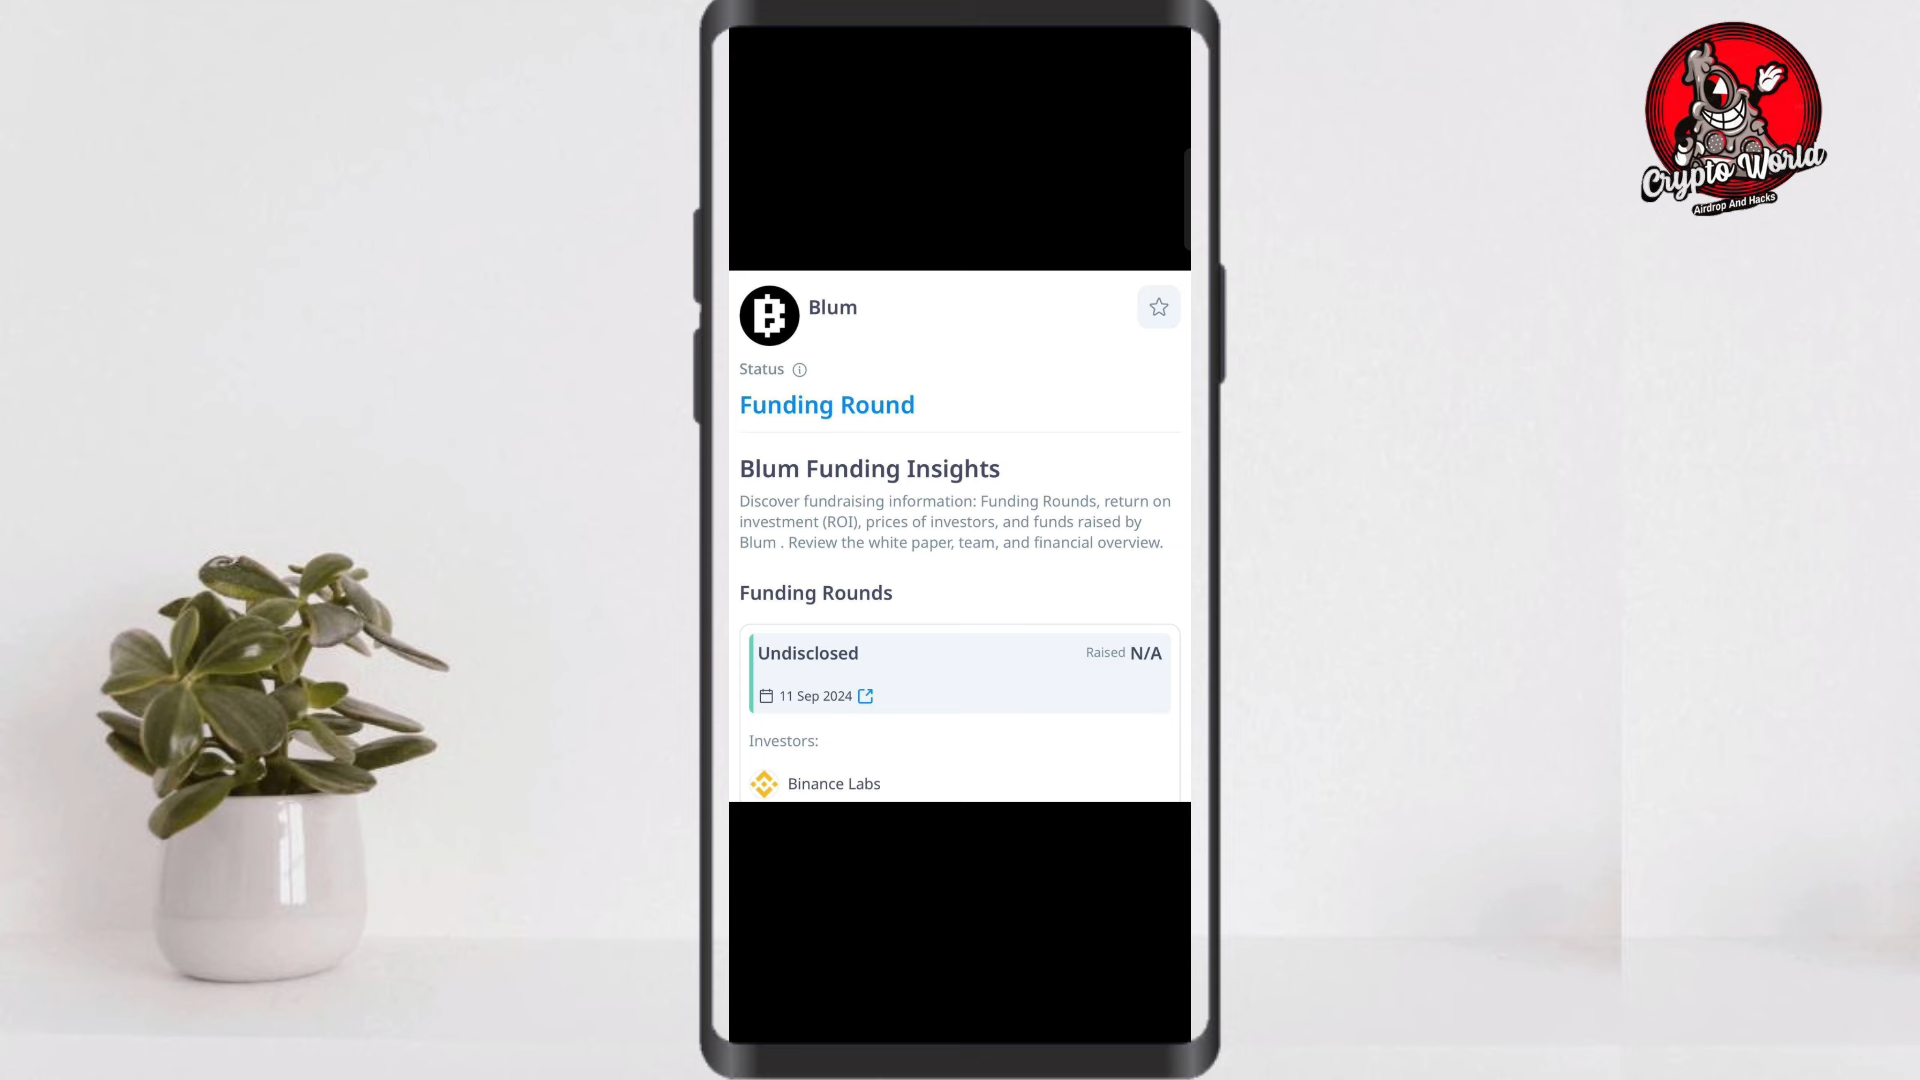 Crypto World
Airdrop And Hacks
Blum
Status
Funding Round
Blum Funding Insights
Discover fundraising information: Funding Rounds, return on
investment (ROI), prices of investors, and funds raised by
Blum . Review the white paper, team, and financial overview.
Funding Rounds
Undisclosed
Raised N/A
11 Sep 2024
Investors:
Binance Labs